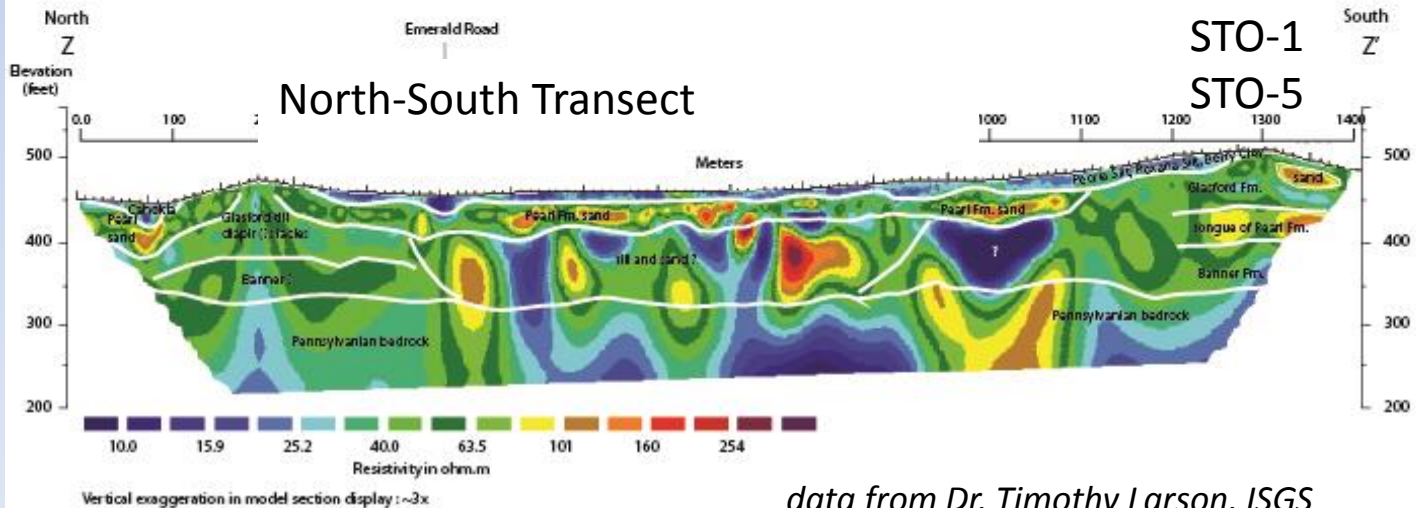 North
Z
Elevation
(feet)
Emerald Road
North-South Transect
STO-1
STO-5
South
Z'
0.0 100 1000 1100 1200 1300 1400
Meters
500
400
300
200
500
400
300
200
Cahokia
Pearl
sand
Glasford till
diapir
Banner ?
Pearl Fm. sand
till and sand ?
Pearl Fm. sand
?
Peoria Silt, Roxana Silt, Berry Clay
Glasford Fm.
sand
tongue of Pearl Fm.
Banner Fm.
Pennsylvanian bedrock
Pennsylvanian bedrock
10.0 15.9 25.2 40.0 63.5 101 160 254
Resistivity in ohm.m
Vertical exaggeration in model section display : ~3x
data from Dr. Timothy Larson, ISGS